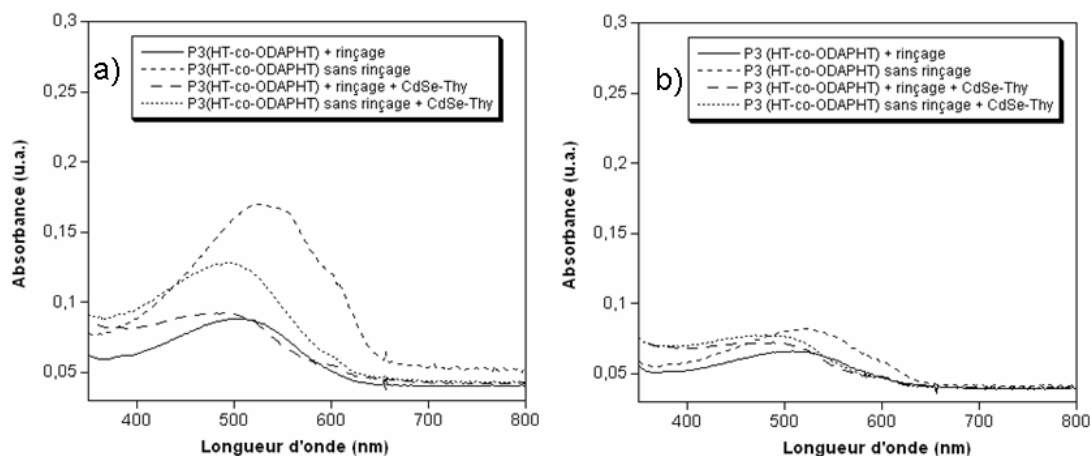 a)
0,3
0,25
0,2
0,15
0,1
0,05
Absorbance (u.a.)
P3(HT-co-ODAPHT) + rinçage
P3(HT-co-ODAPHT) sans rinçage
P3(HT-co-ODAPHT) + rinçage + CdSe-Thy
P3(HT-co-ODAPHT) sans rinçage + CdSe-Thy
400 500 600 700 800
Longueur d'onde (nm)
b)
0,3
0,25
0,2
0,15
0,1
0,05
Absorbance (u.a.)
P3 (HT-co-ODAPHT) + rinçage
P3 (HT-co-ODAPHT) sans rinçage
P3 (HT-co-ODAPHT) + rinçage + CdSe-Thy
P3 (HT-co-ODAPHT) sans rinçage + CdSe-Thy
400 500 600 700 800
Longueur d'onde (nm)